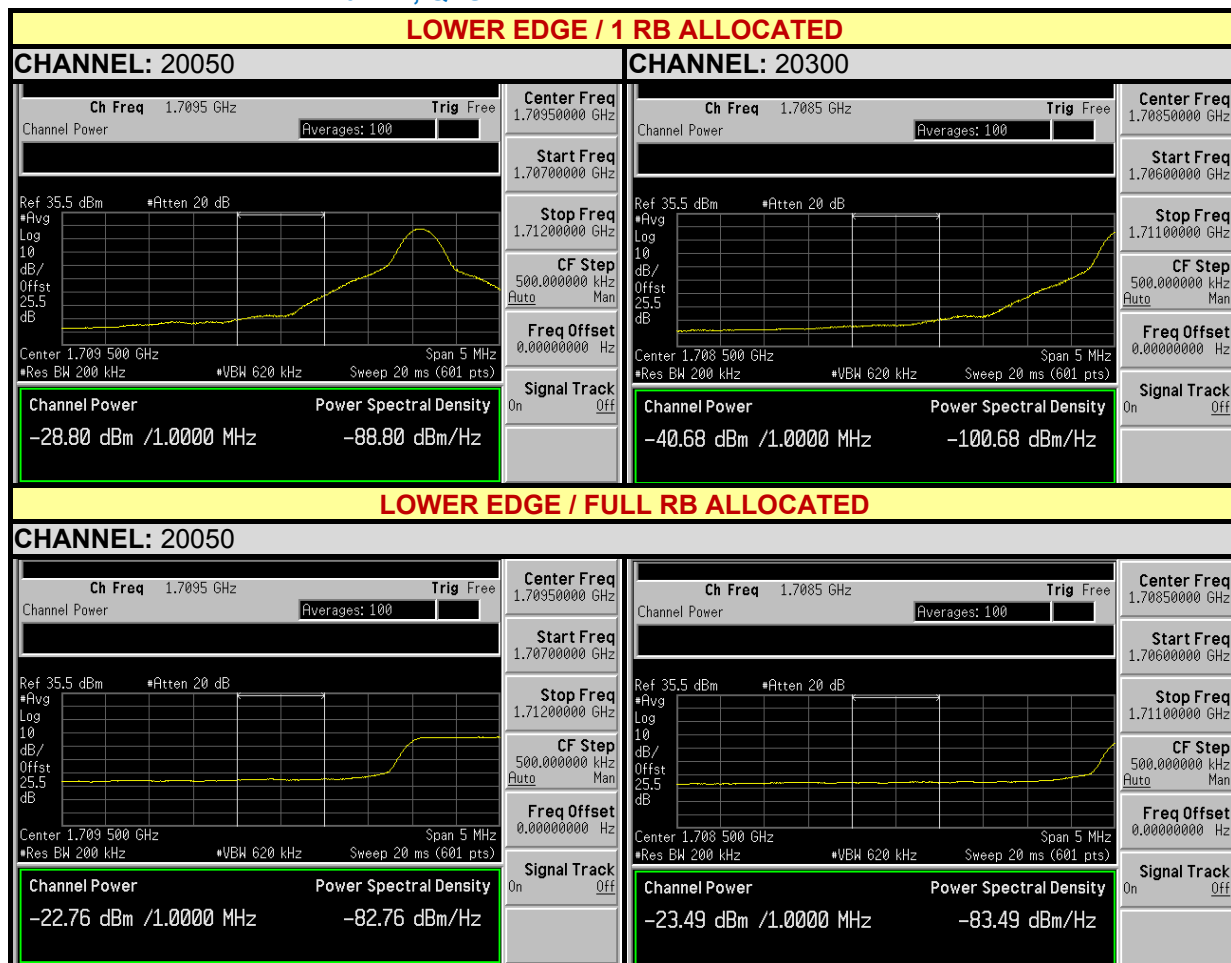 LOWER EDGE / 1 RB ALLOCATED
CHANNEL: 20050
CHANNEL: 20300
Ch Freq 1.7095 GHz Trig Free
Channel Power Averages: 100
Ref 35.5 dBm #Atten 20 dB
#Avg
Log
10
dB/
Offst
25.5
dB
Center 1.709 500 GHz Span 5 MHz
#Res BW 200 kHz #VBW 620 kHz Sweep 20 ms (601 pts)
Channel Power Power Spectral Density
-28.80 dBm /1.0000 MHz -88.80 dBm/Hz
Center Freq
1.70950000 GHz
Start Freq
1.70700000 GHz
Stop Freq
1.71200000 GHz
CF Step
500.000000 kHz
Auto Man
Freq Offset
0.00000000 Hz
Signal Track
On Off
Ch Freq 1.7085 GHz Trig Free
Channel Power Averages: 100
Ref 35.5 dBm #Atten 20 dB
#Avg
Log
10
dB/
Offst
25.5
dB
Center 1.708 500 GHz Span 5 MHz
#Res BW 200 kHz #VBW 620 kHz Sweep 20 ms (601 pts)
Channel Power Power Spectral Density
-40.68 dBm /1.0000 MHz -100.68 dBm/Hz
Center Freq
1.70850000 GHz
Start Freq
1.70600000 GHz
Stop Freq
1.71100000 GHz
CF Step
500.000000 kHz
Auto Man
Freq Offset
0.00000000 Hz
Signal Track
On Off
LOWER EDGE / FULL RB ALLOCATED
CHANNEL: 20050
Ch Freq 1.7095 GHz Trig Free
Channel Power Averages: 100
Ref 35.5 dBm #Atten 20 dB
#Avg
Log
10
dB/
Offst
25.5
dB
Center 1.709 500 GHz Span 5 MHz
#Res BW 200 kHz #VBW 620 kHz Sweep 20 ms (601 pts)
Channel Power Power Spectral Density
-22.76 dBm /1.0000 MHz -82.76 dBm/Hz
Center Freq
1.70950000 GHz
Start Freq
1.70700000 GHz
Stop Freq
1.71200000 GHz
CF Step
500.000000 kHz
Auto Man
Freq Offset
0.00000000 Hz
Signal Track
On Off
Ch Freq 1.7085 GHz Trig Free
Channel Power Averages: 100
Ref 35.5 dBm #Atten 20 dB
#Avg
Log
10
dB/
Offst
25.5
dB
Center 1.708 500 GHz Span 5 MHz
#Res BW 200 kHz #VBW 620 kHz Sweep 20 ms (601 pts)
Channel Power Power Spectral Density
-23.49 dBm /1.0000 MHz -83.49 dBm/Hz
Center Freq
1.70850000 GHz
Start Freq
1.70600000 GHz
Stop Freq
1.71100000 GHz
CF Step
500.000000 kHz
Auto Man
Freq Offset
0.00000000 Hz
Signal Track
On Off